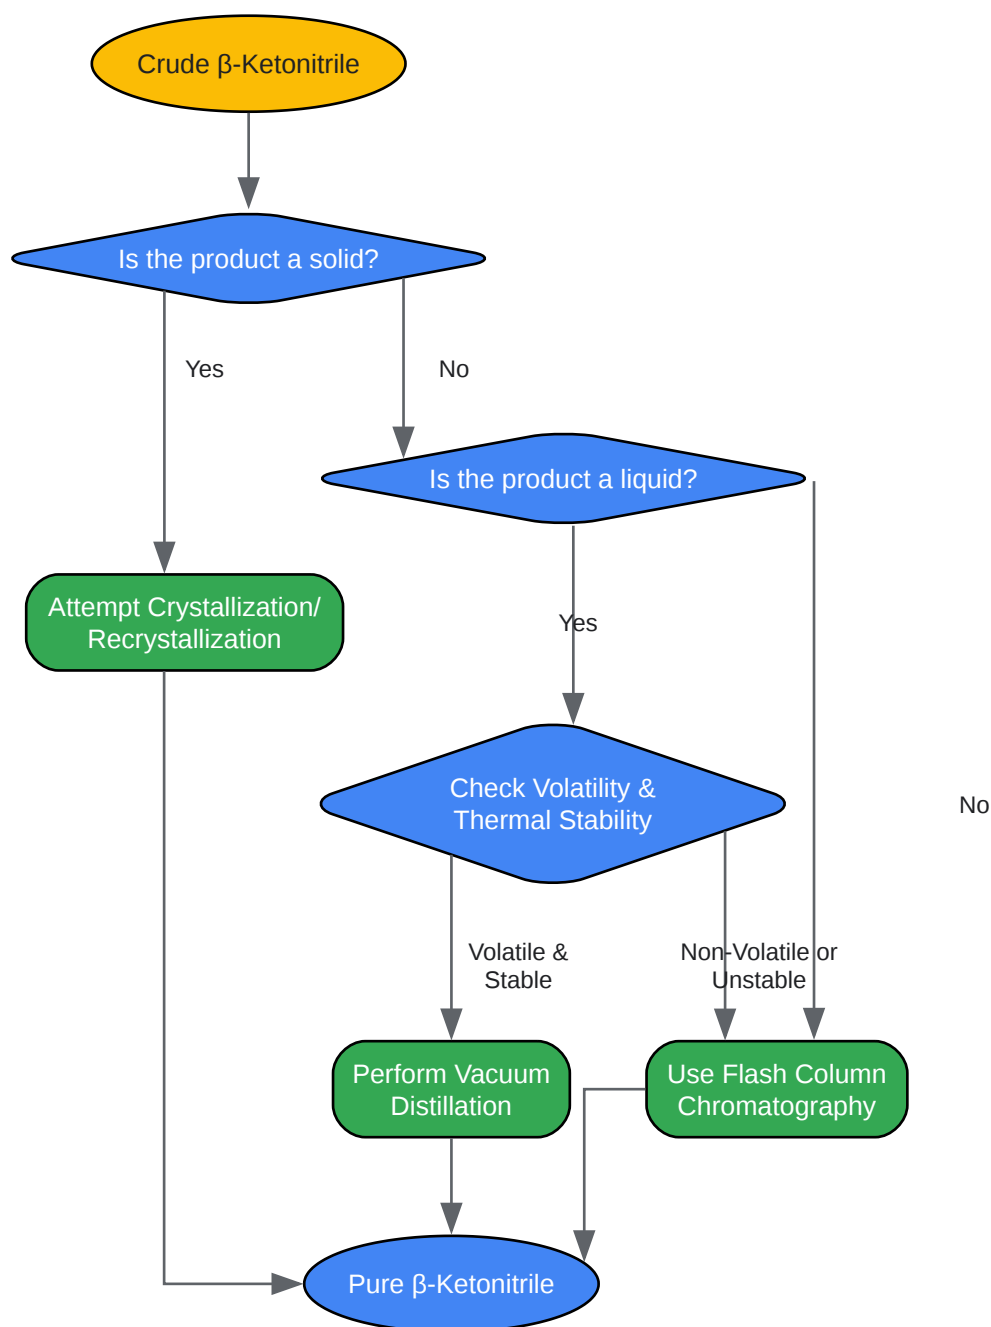 Crude β-Ketonitrile
Is the product a solid?
Yes
No
Is the product a liquid?
Attempt Crystallization/
Recrystallization
Yes
Check Volatility &
Thermal Stability
No
Volatile &
Stable
Non-Volatile or
Unstable
Perform Vacuum
Distillation
Use Flash Column
Chromatography
Pure β-Ketonitrile